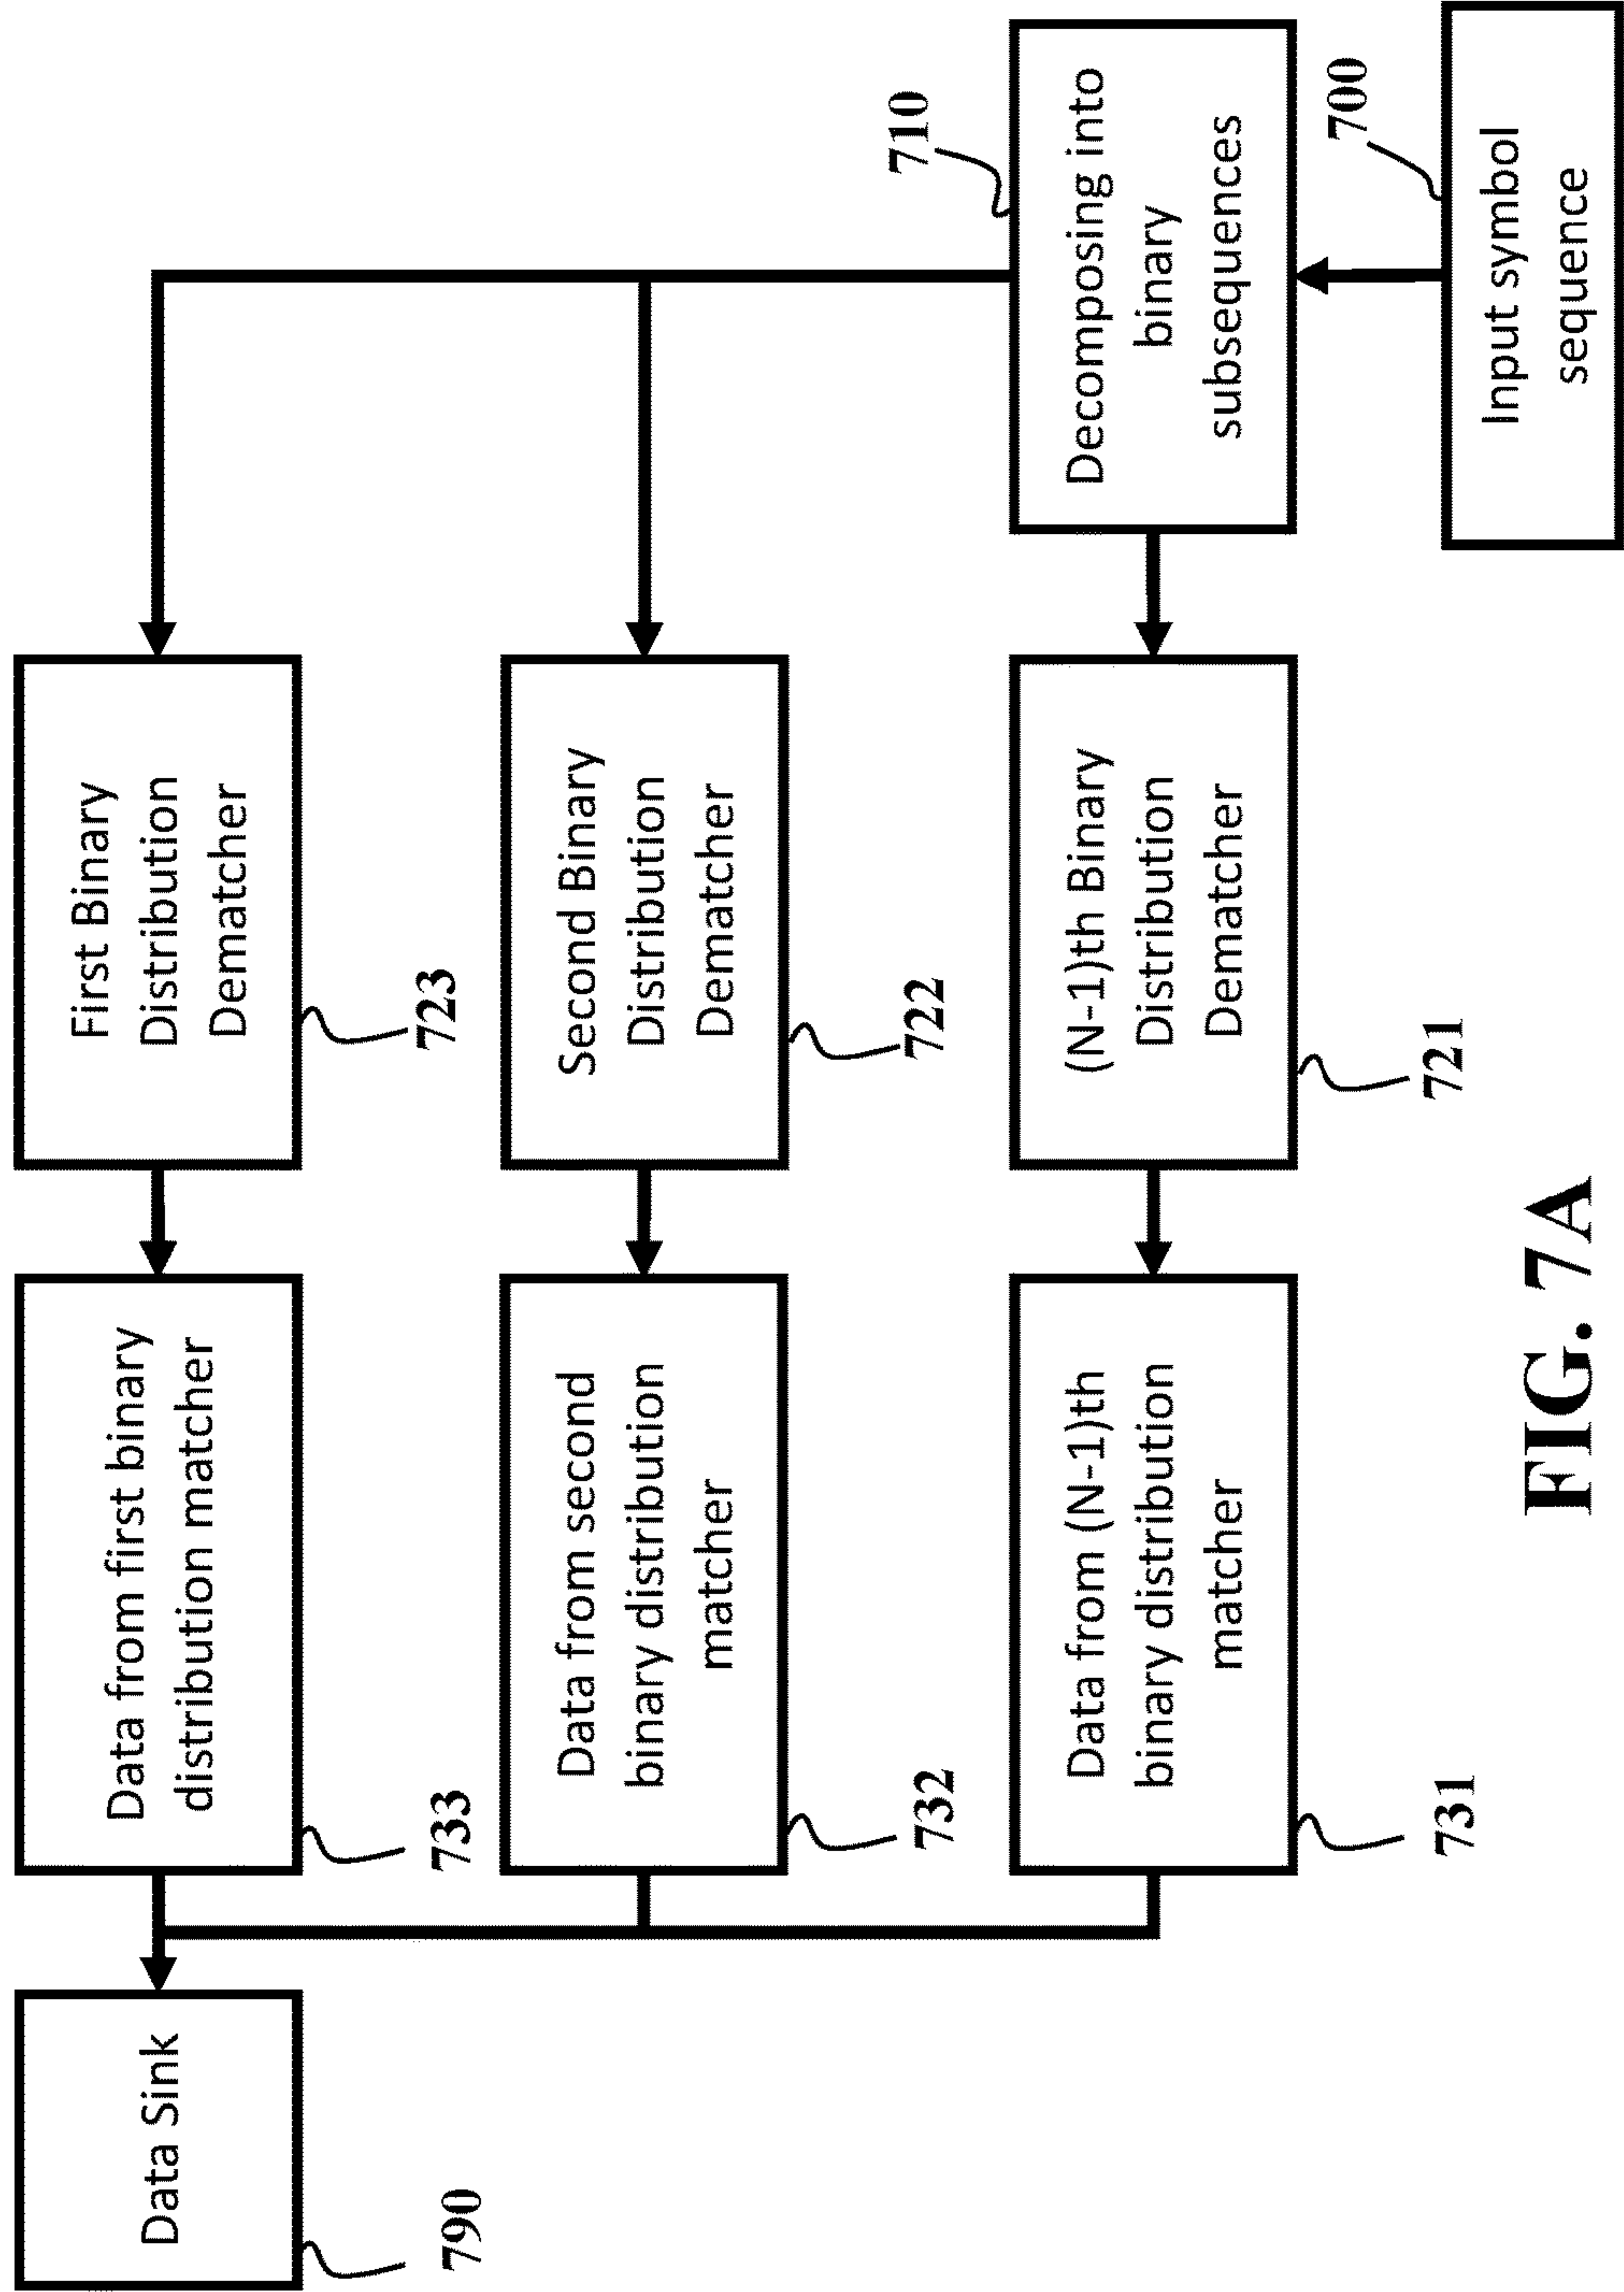 Data Sink
790
Data from first binary
distribution matcher
733
First Binary
Distribution
Dematcher
723
Data from second
binary distribution
matcher
732
Second Binary
Distribution
Dematcher
722
Data from (N-1)th
binary distribution
matcher
731
(N-1)th Binary
Distribution
Dematcher
721
710
Decomposing into
binary
subsequences
700
Input symbol
sequence
FIG. 7A